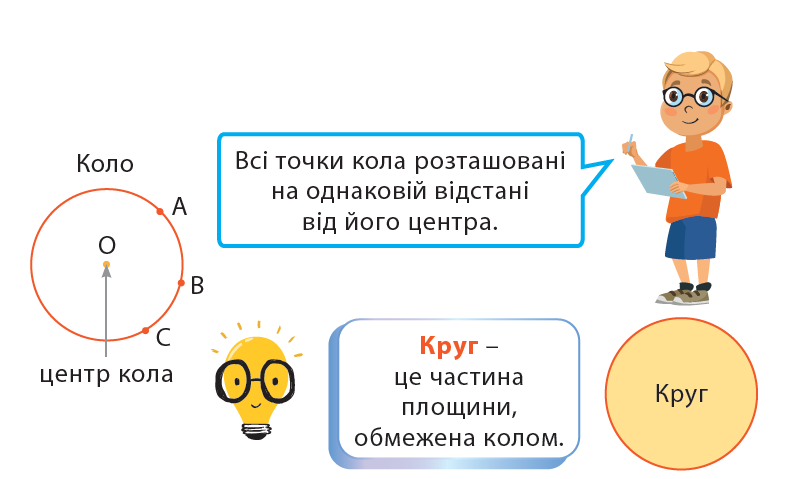 Коло
A
O
B
C
центр кола
Всі точки кола розташовані
на однаковій відстані
від його центра.
Круг –
це частина
площини,
обмежена колом.
Круг